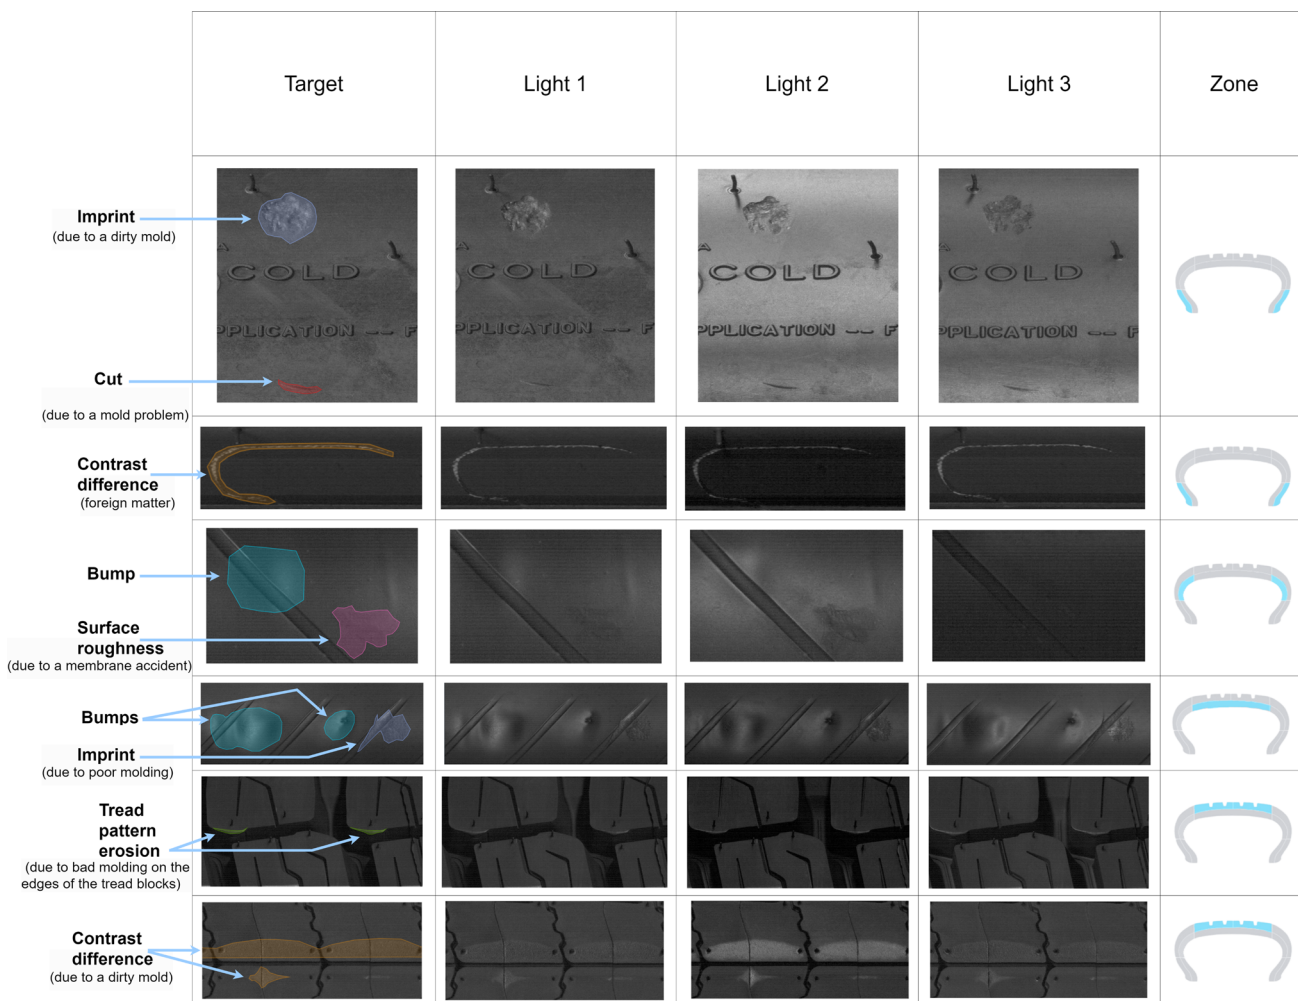 Target
Light 1
Light 2
Light 3
Zone
Imprint
(due to a dirty mold)
A
COLD
PPLICATION -- F
COLD
PPLICATION -- F
COLD
PPLICATION -- F
A
COLD
PPLICATION -- F
Cut
(due to a mold problem)
Contrast
difference
(foreign matter)
Bump
Surface
roughness
(due to a membrane accident)
Bumps
Imprint
(due to poor molding)
Tread
pattern
erosion
(due to bad molding on the
edges of the tread blocks)
Contrast
difference
(due to a dirty mold)